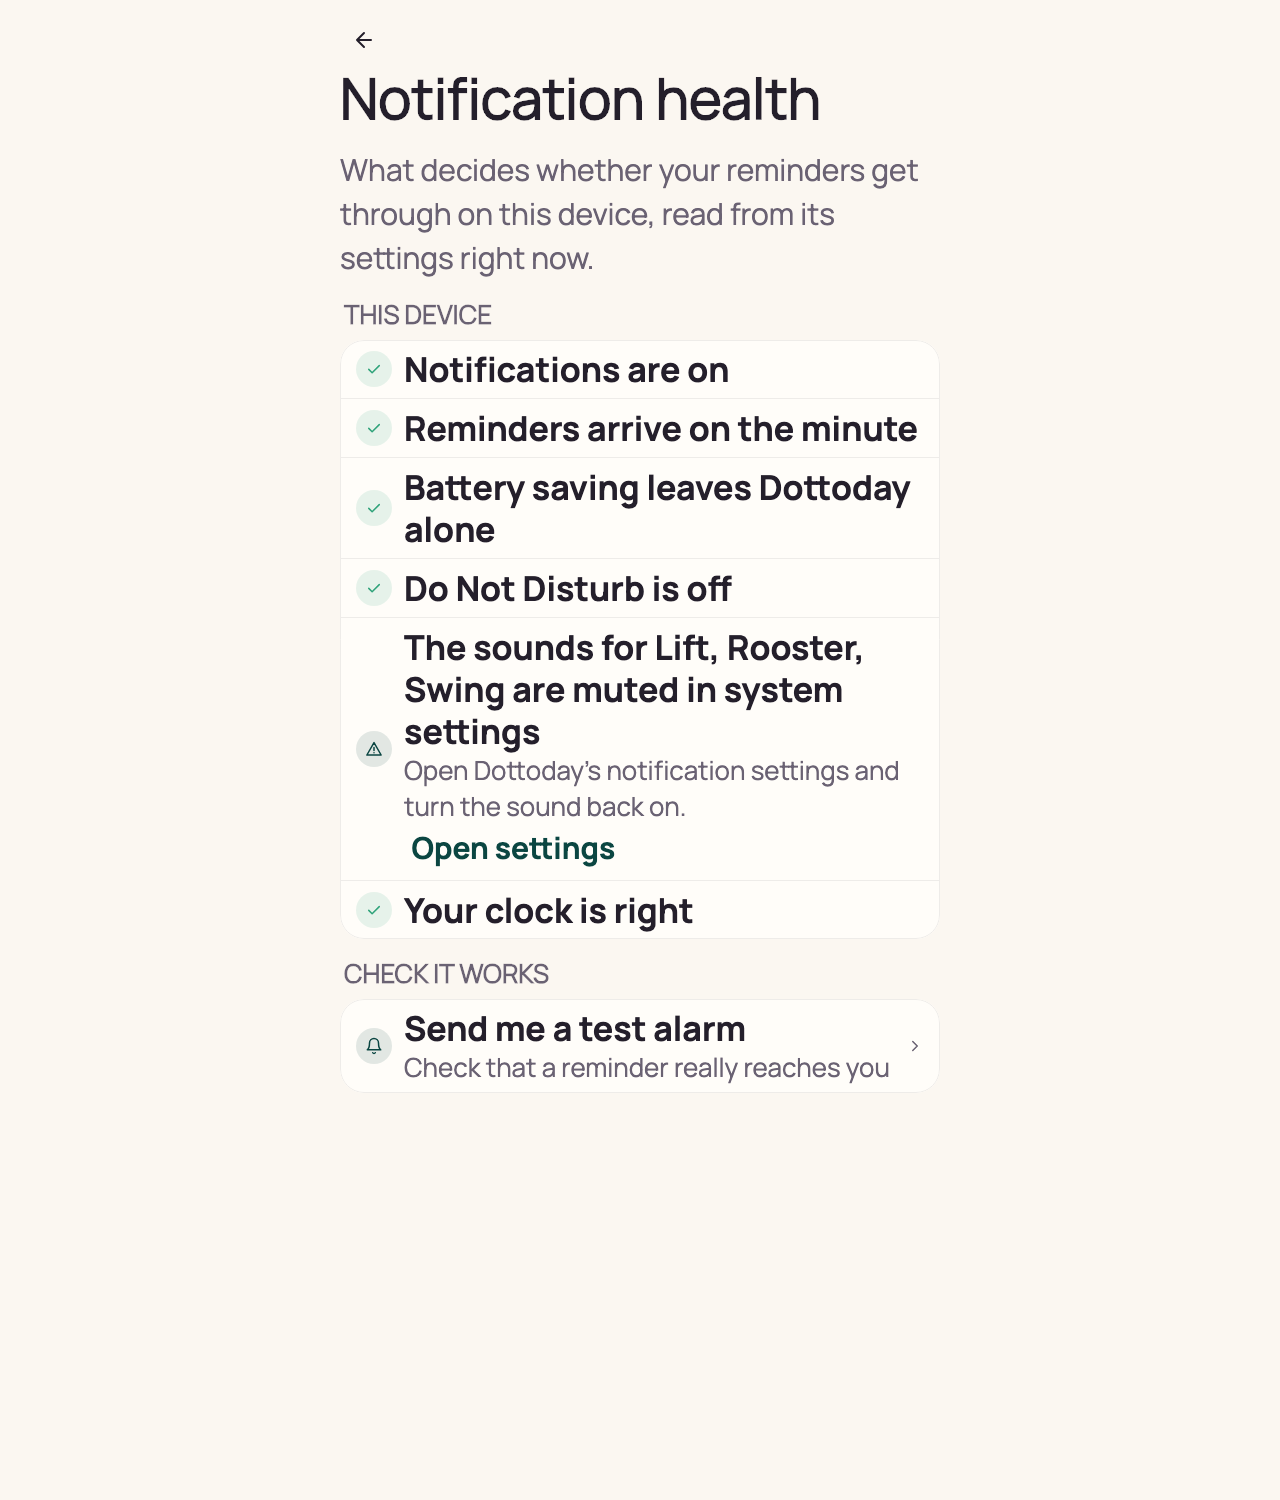 Notification health
What decides whether your reminders get
through on this device, read from its
settings right now.
THIS DEVICE
Notifications are on
Reminders arrive on the minute
Battery saving leaves Dottoday
alone
Do Not Disturb is off
The sounds for Lift, Rooster,
Swing are muted in system
settings
Open Dottoday’s notification settings and
turn the sound back on.
Open settings
Your clock is right
CHECK IT WORKS
Send me a test alarm
Check that a reminder really reaches you